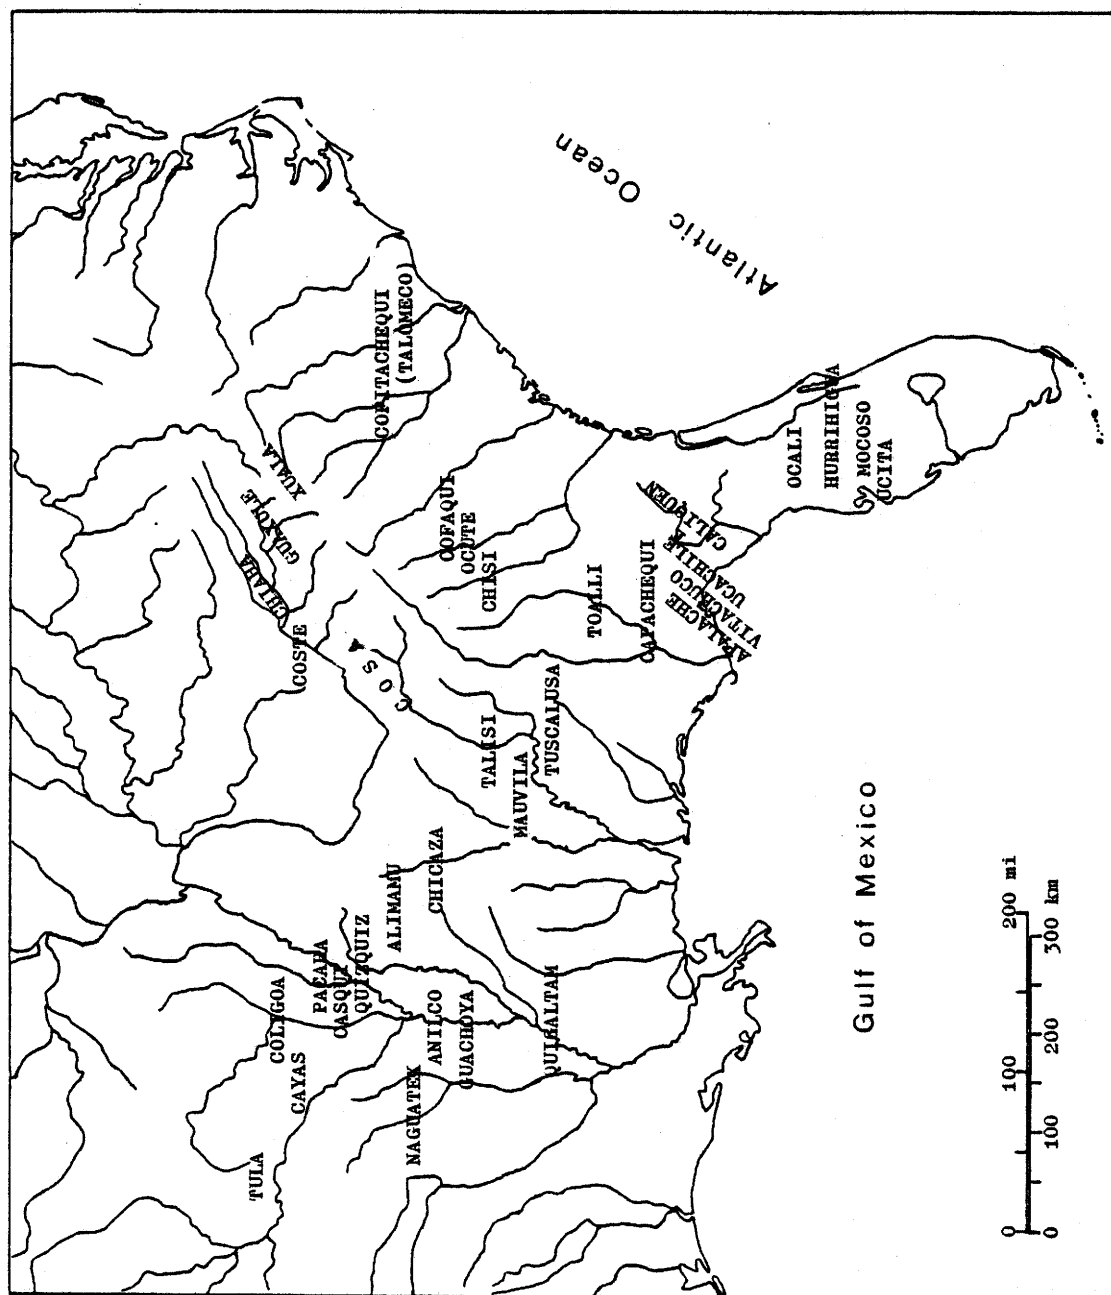 TULA
COLIGOA
CAYAS
PACAHA
CASQUI
QUIZQUIZ
ALIMAMU
CHICAZA
NAGUATEX
ANILCO
GUACHOYA
QUIGALTAM
COSTE
CHIAHA
GUAXULE
XUALA
COSA
COFITACHEQUI
(TALOMECO)
COFAQUI
OCUTE
CHISI
TALISI
MAUVILA
TUSCALUSA
TOALLI
CAPACHEQUI
APALACHE
VITACHUCO
UCACHILE
CALIQUEN
OCALI
HURRIHIGUA
MOCOSO
UCITA
Atlantic Ocean
Gulf of Mexico
0 100 200 mi
0 100 200 300 km